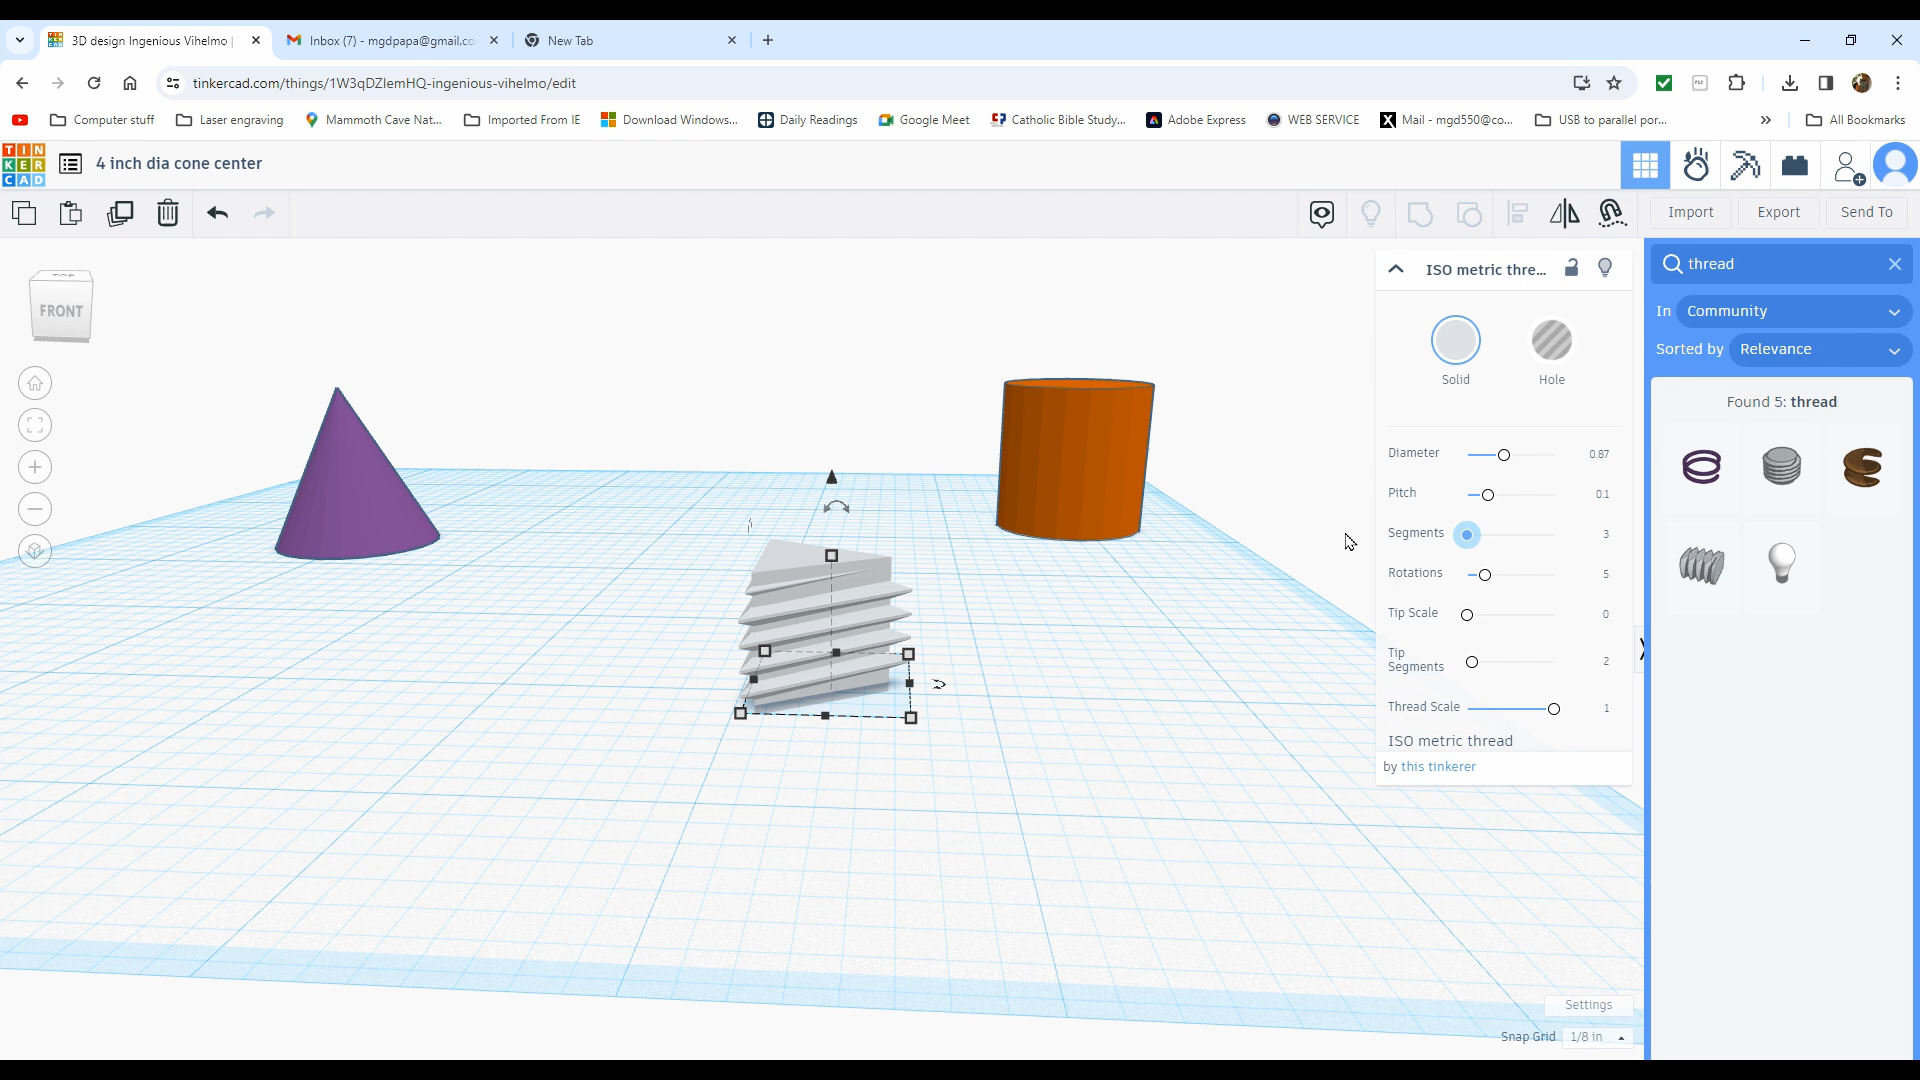 3D design Ingenious Vihelmo |
Inbox (7) - mgdpapa@gmail.co
New Tab
tinkercad.com/things/1W3qDZlemHQ-ingenious-vihelmo/edit
Computer stuff
Laser engraving
Mammoth Cave Nat...
Imported From IE
Download Windows...
Daily Readings
Google Meet
Catholic Bible Study...
Adobe Express
WEB SERVICE
Mail - mgd550@co...
USB to parallel por...
All Bookmarks
TIN
KER
CAD
4 inch dia cone center
Import
Export
Send To
TOP
FRONT
ISO metric thre...
Solid
Hole
Diameter 0.87
Pitch 0.1
Segments 3
Rotations 5
Tip Scale 0
Tip
Segments 2
Thread Scale 1
ISO metric thread
by this tinkerer
thread
In Community
Sorted by Relevance
Found 5: thread
Settings
Snap Grid 1/8 in